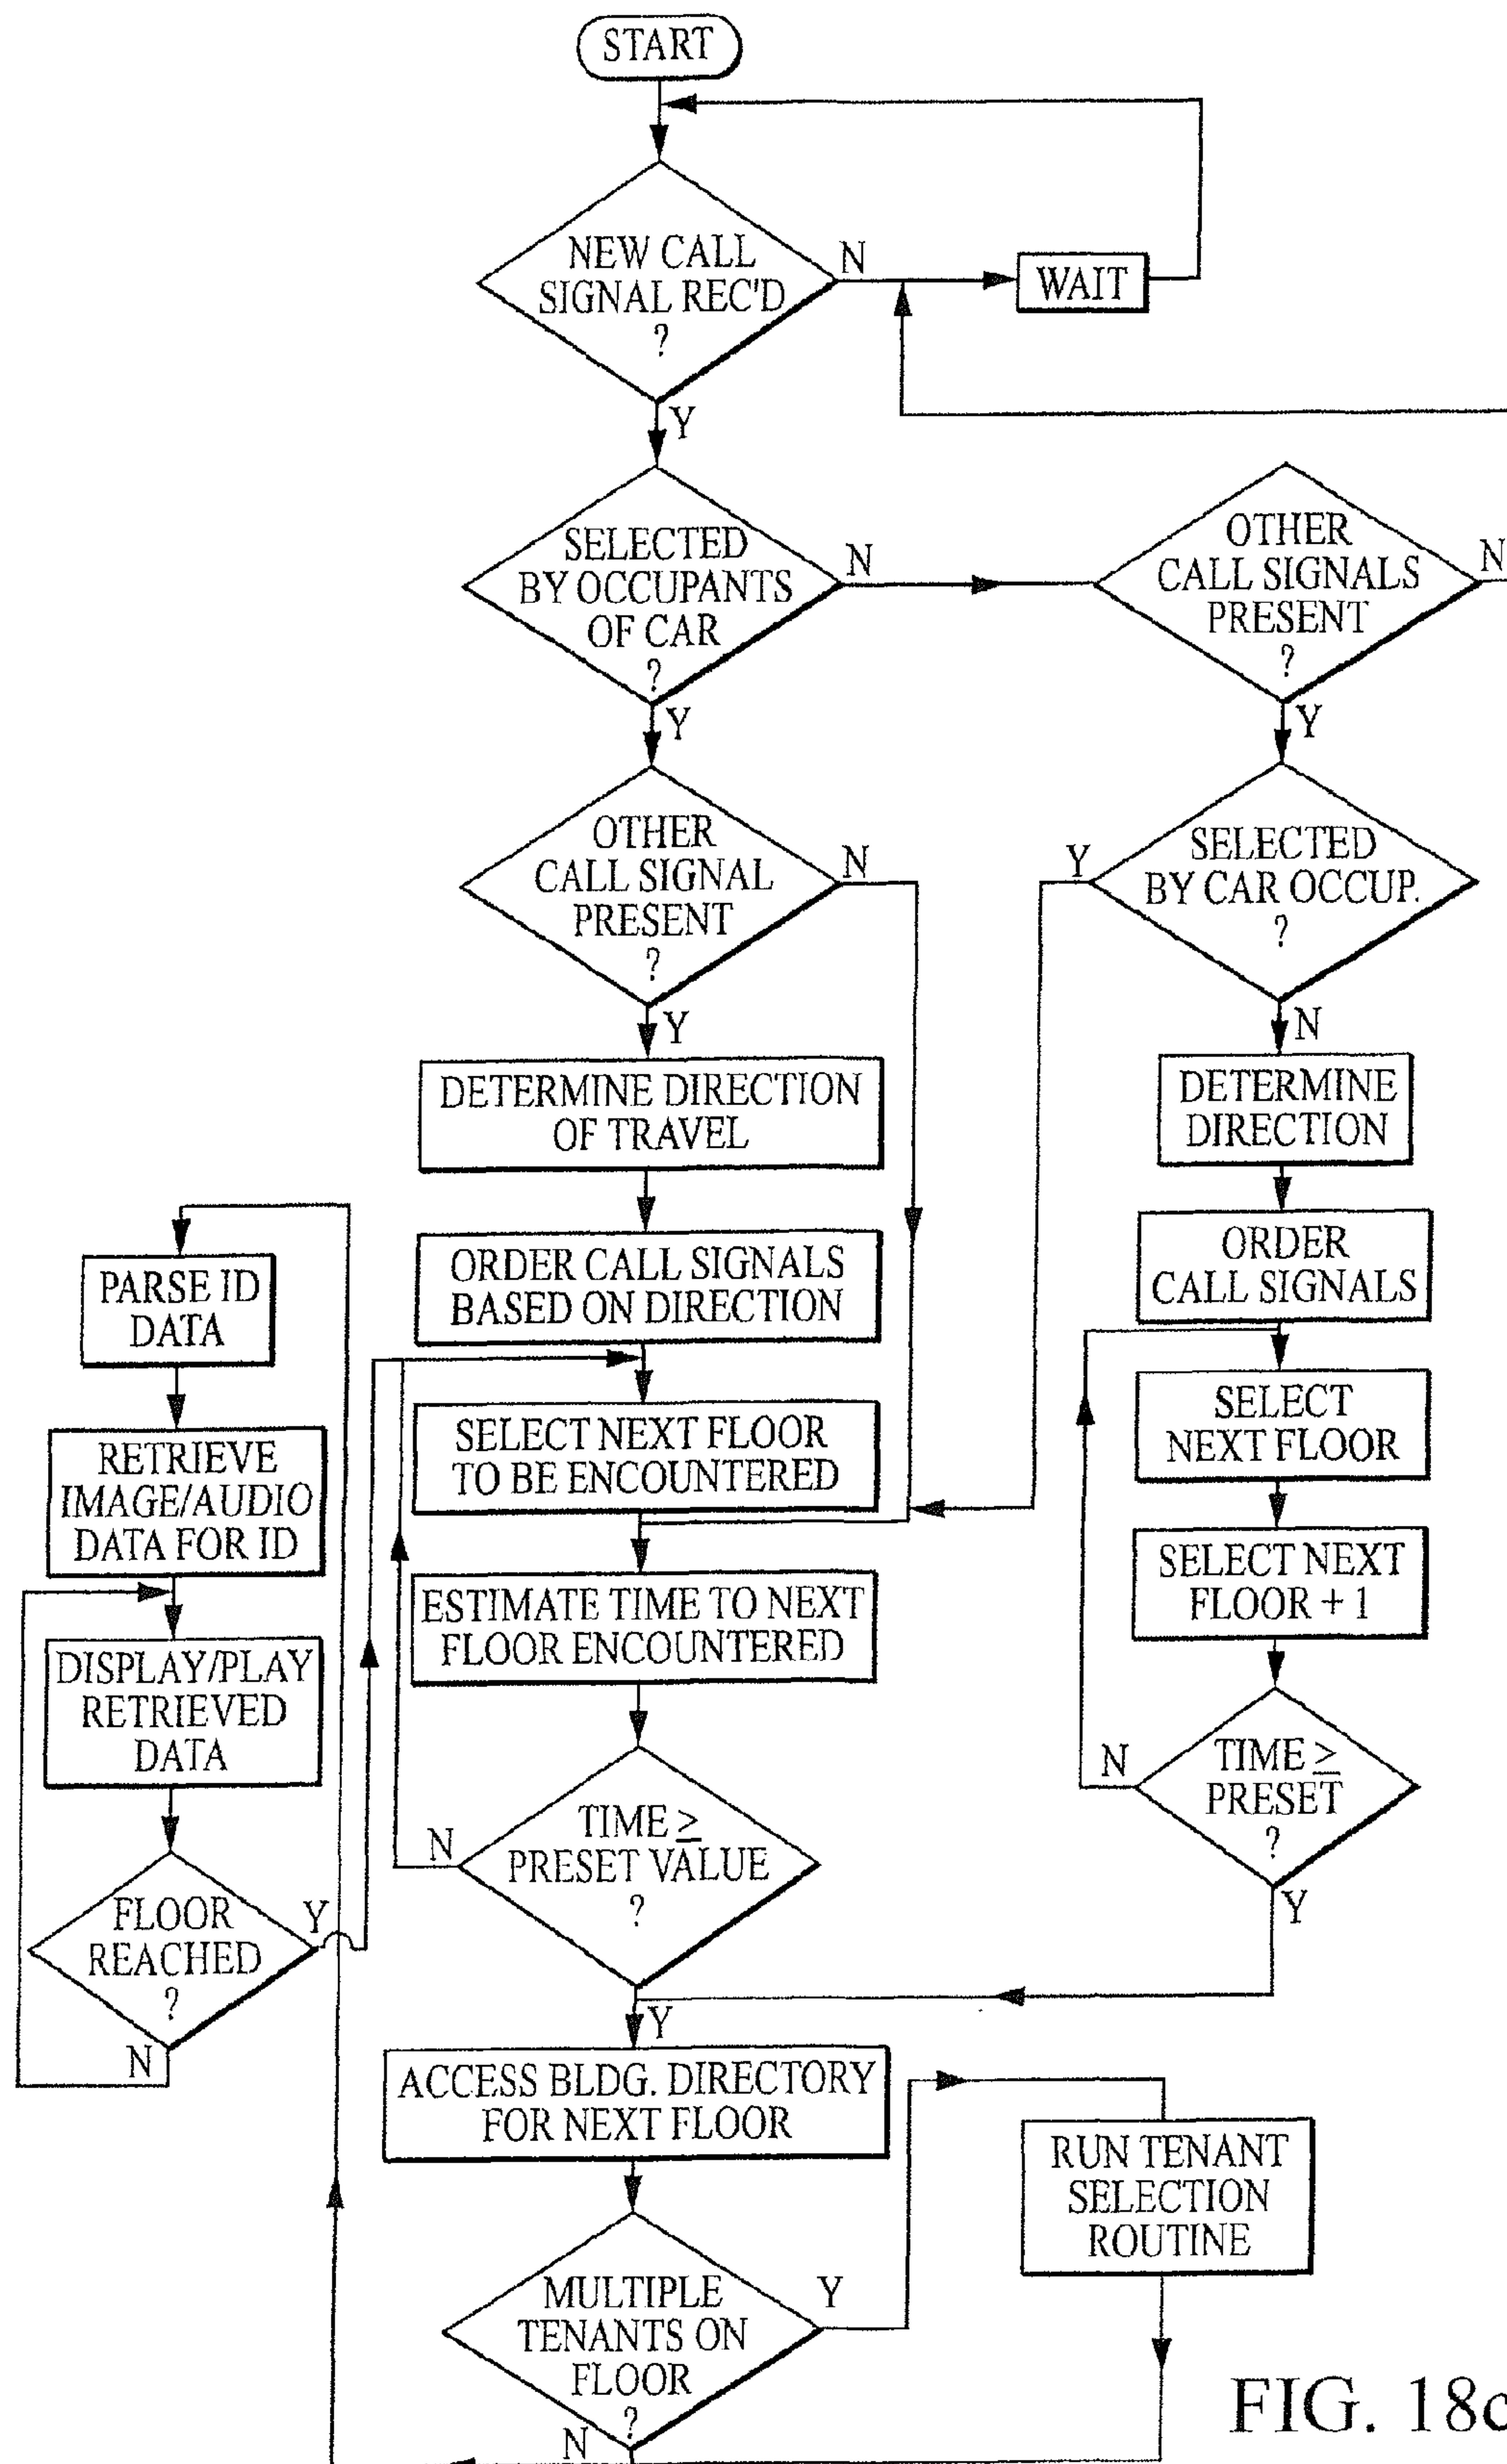 START
NEW CALL
SIGNAL REC'D
?
N
WAIT
Y
SELECTED
BY OCCUPANTS
OF CAR
?
N
Y
OTHER
CALL SIGNALS
PRESENT
?
N
Y
OTHER
CALL SIGNAL
PRESENT
?
N
Y
SELECTED
BY CAR OCCUP.
?
Y
N
DETERMINE DIRECTION
OF TRAVEL
DETERMINE
DIRECTION
ORDER CALL SIGNALS
BASED ON DIRECTION
ORDER
CALL SIGNALS
PARSE ID
DATA
SELECT NEXT FLOOR
TO BE ENCOUNTERED
SELECT
NEXT FLOOR
RETRIEVE
IMAGE/AUDIO
DATA FOR ID
ESTIMATE TIME TO NEXT
FLOOR ENCOUNTERED
SELECT NEXT
FLOOR + 1
DISPLAY/PLAY
RETRIEVED
DATA
TIME ≥
PRESET VALUE
?
N
Y
TIME ≥
PRESET
?
N
Y
FLOOR
REACHED
?
Y
N
ACCESS BLDG. DIRECTORY
FOR NEXT FLOOR
RUN TENANT
SELECTION
ROUTINE
MULTIPLE
TENANTS ON
FLOOR
?
Y
N
FIG. 18c